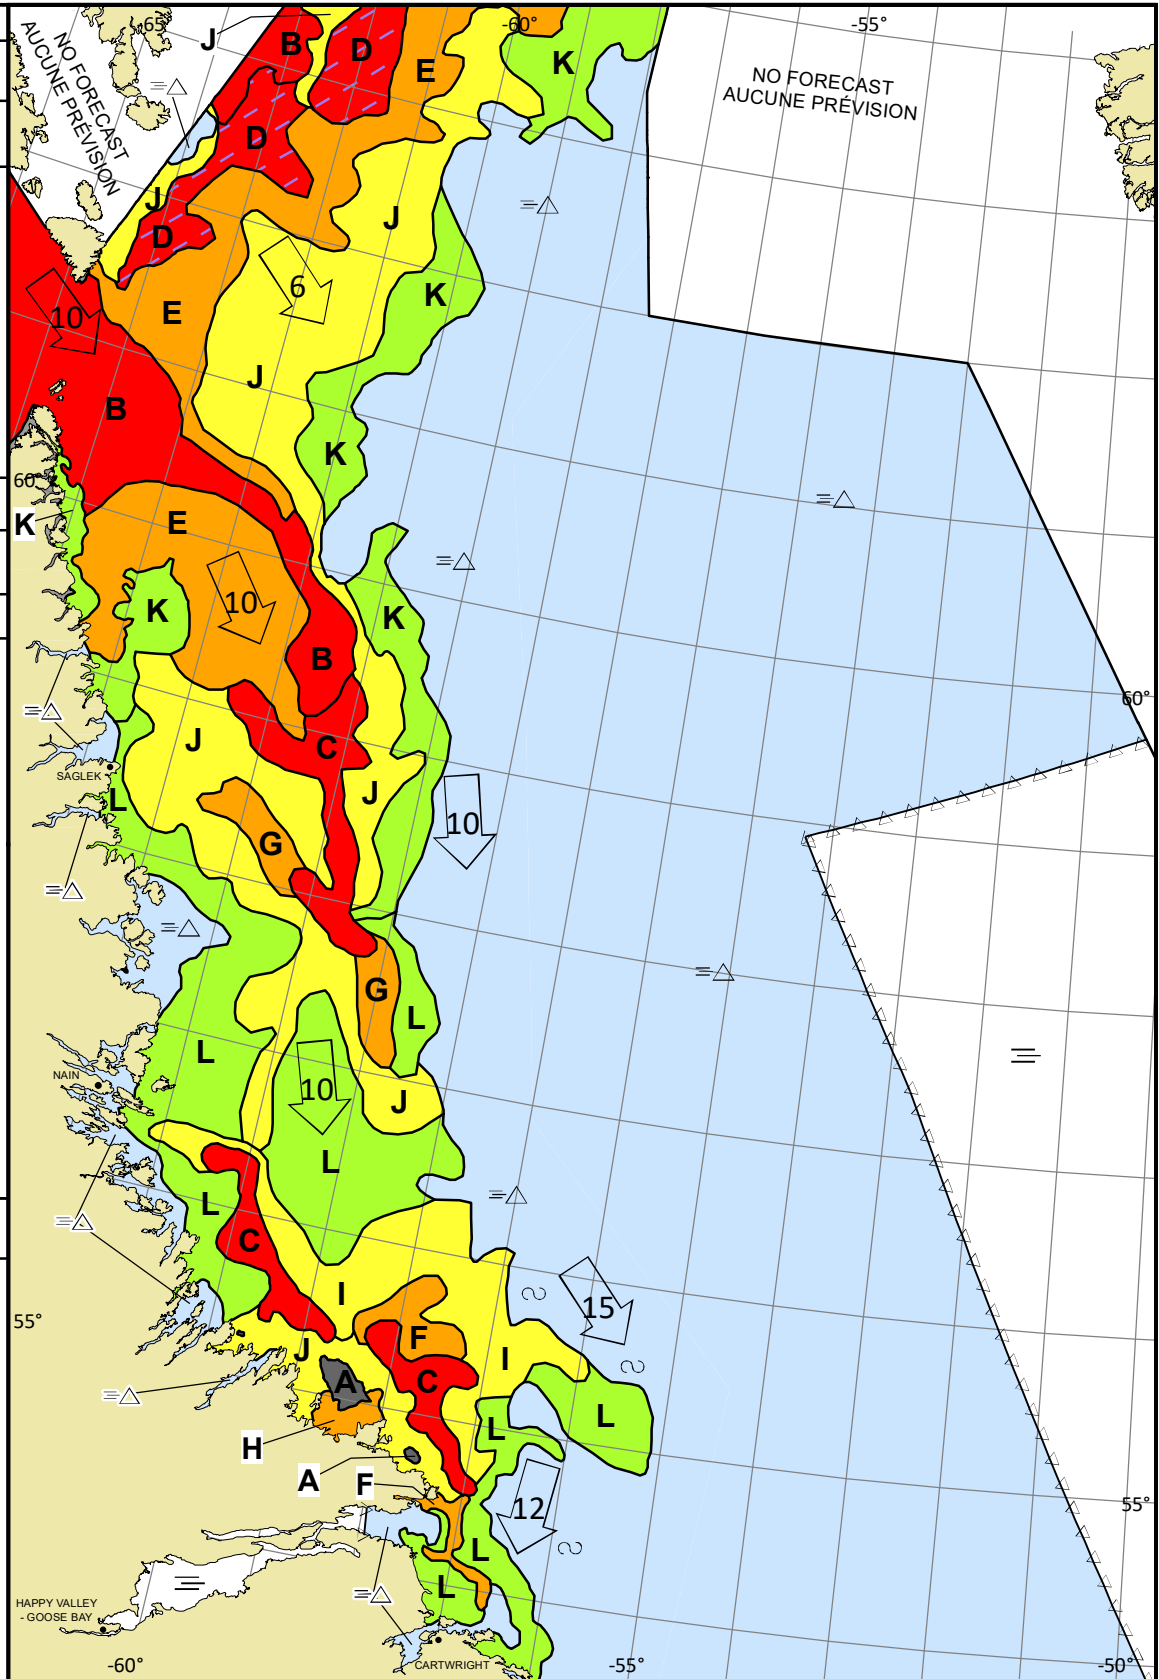 -65°
-60°
-55°
NO FORECAST
AUCUNE PRÉVISION
NO FORECAST
AUCUNE PRÉVISION
J
B
D
E
K
D
J
D
J
6
K
10
E
J
B
K
60°
K
E
K
10
K
B
60°
J
C
SAGLEK
L
J
10
G
G
L
L
NAIN
10
J
L
L
C
I
15
55°
J
F
I
A
C
L
L
H
A
F
12
55°
L
L
HAPPY VALLEY
- GOOSE BAY
CARTWRIGHT
-60°
-55°
-50°